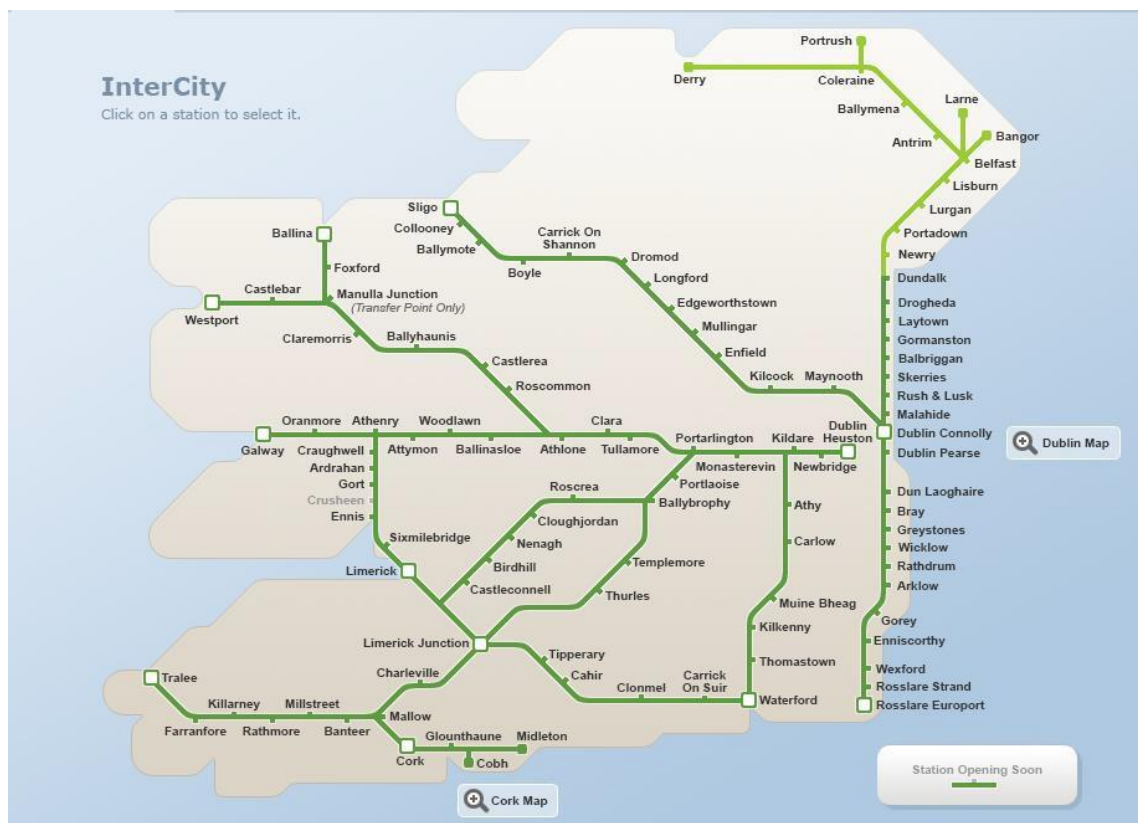 InterCity
Click on a station to select it.
Portrush
Derry
Coleraine
Larne
Ballymena
Bangor
Antrim
Belfast
Lisburn
Lurgan
Portadown
Newry
Dundalk
Drogheda
Laytown
Gormanston
Balbriggan
Skerries
Rush & Lusk
Malahide
Dublin Connolly
Dublin Pearse
Dublin Map
Dun Laoghaire
Bray
Greystones
Wicklow
Rathdrum
Arklow
Gorey
Enniscorthy
Wexford
Rosslare Strand
Rosslare Europort
Sligo
Collooney
Ballymote
Boyle
Carrick On
Shannon
Dromod
Longford
Edgeworthstown
Mullingar
Enfield
Kilcock
Maynooth
Ballina
Foxford
Castlebar
Manulla Junction
(Transfer Point Only)
Westport
Claremorris
Ballyhaunis
Castlerea
Roscommon
Oranmore
Athenry
Woodlawn
Clara
Galway
Craughwell
Attymon
Ballinasloe
Athlone
Tullamore
Portarlington
Kildare
Dublin
Heuston
Monasterevin
Newbridge
Ardrahan
Gort
Crusheen
Ennis
Sixmilebridge
Limerick
Roscrea
Portlaoise
Ballybrophy
Cloughjordan
Nenagh
Birdhill
Castleconnell
Templemore
Thurles
Athy
Carlow
Muine Bheag
Kilkenny
Thomastown
Waterford
Limerick Junction
Tipperary
Cahir
Clonmel
Carrick
On Suir
Tralee
Charleville
Killarney
Millstreet
Mallow
Farranfore
Rathmore
Banteer
Glounthaune
Midleton
Cork
Cobh
Cork Map
Station Opening Soon